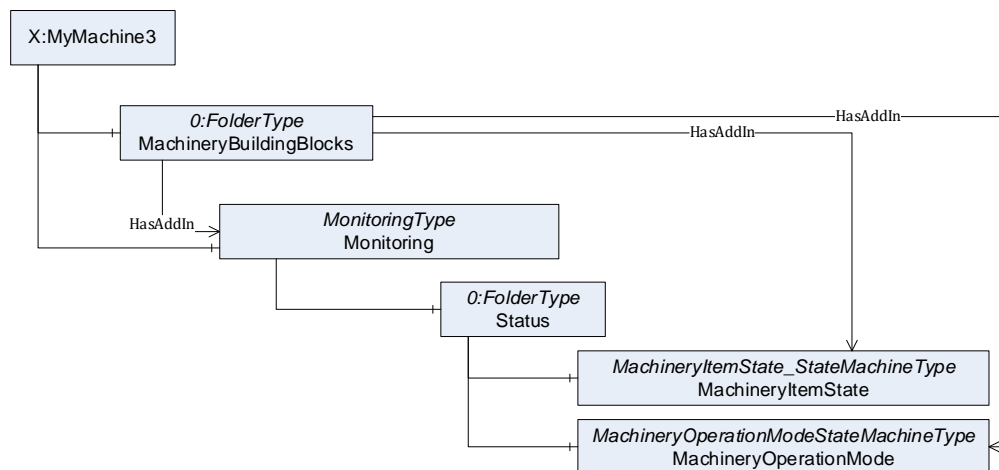 X:MyMachine3
0:FolderType
MachineryBuildingBlocks
HasAddIn
HasAddIn
HasAddIn
MonitoringType
Monitoring
0:FolderType
Status
MachineryItemState_StateMachineType
MachineryItemState
MachineryOperationModeStateMachineType
MachineryOperationMode